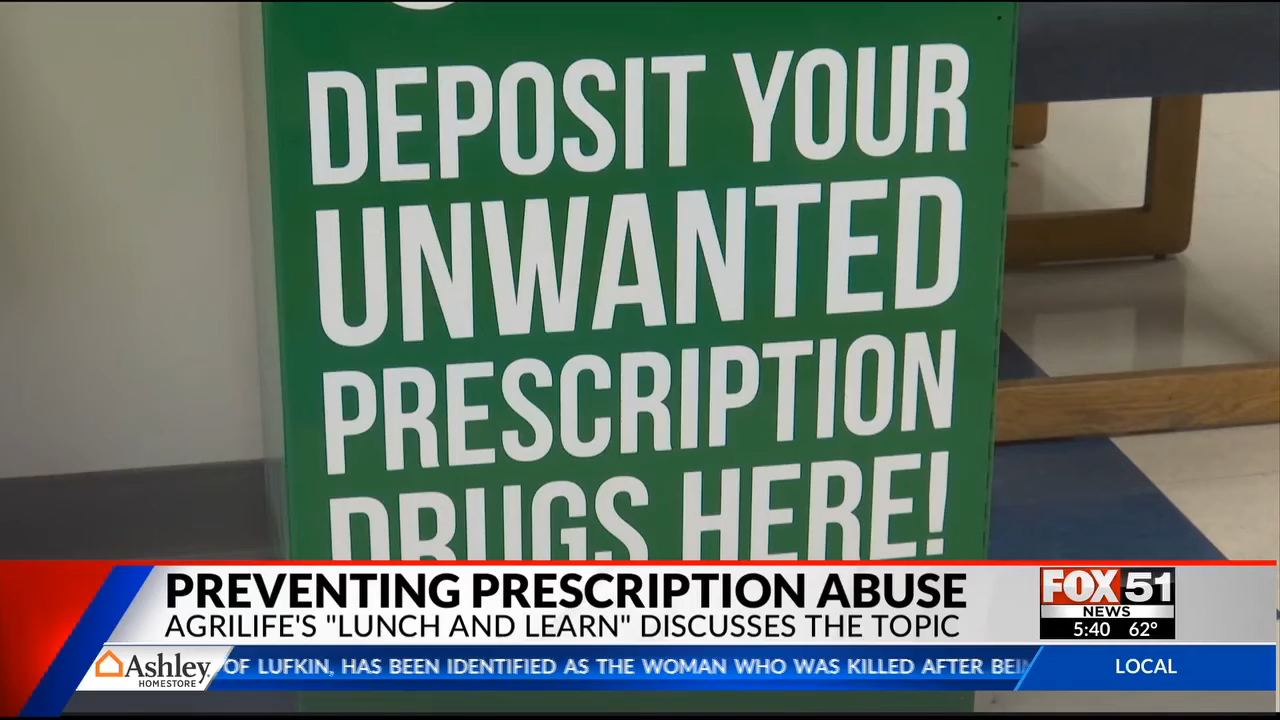 DEPOSIT YOUR
UNWANTED
PRESCRIPTION
DRUGS HERE!
PREVENTING PRESCRIPTION ABUSE
AGRILIFE'S "LUNCH AND LEARN" DISCUSSES THE TOPIC
FOX 51
NEWS
5:40 62°
Ashley
HOMESTORE
OF LUFKIN, HAS BEEN IDENTIFIED AS THE WOMAN WHO WAS KILLED AFTER
LOCAL